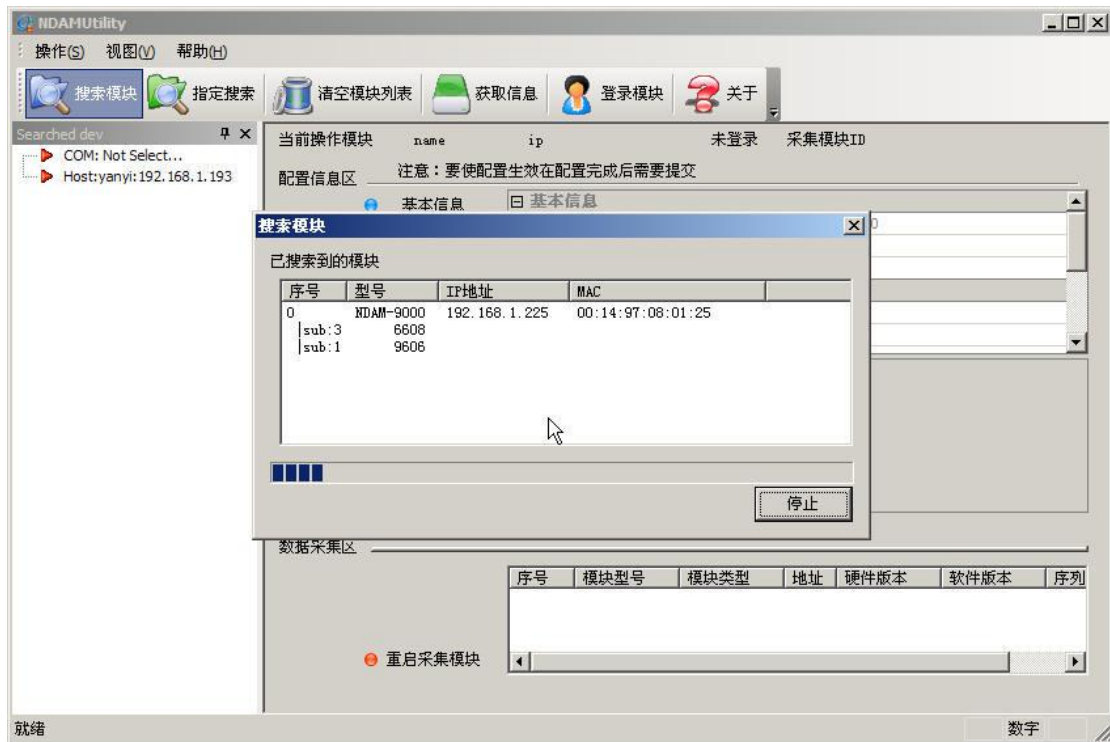 NDAMUtility
操作(S) 视图(V) 帮助(H)
搜索模块 指定搜索 清空模块列表 获取信息 登录模块 关于
Searched dev
COM: Not Select...
Host:yanyi:192.168.1.193
当前操作模块 name ip 未登录 采集模块ID
注意：要使配置生效在配置完成后需要提交
配置信息区
基本信息 基本信息
搜索模块
已搜索到的模块
序号 型号 IP地址 MAC
0 NDAM-9000 192.168.1.225 00:14:97:08:01:25
|sub:3 6608
|sub:1 9606
停止
数据采集区
序号 模块型号 模块类型 地址 硬件版本 软件版本 序列
重启采集模块
就绪 数字